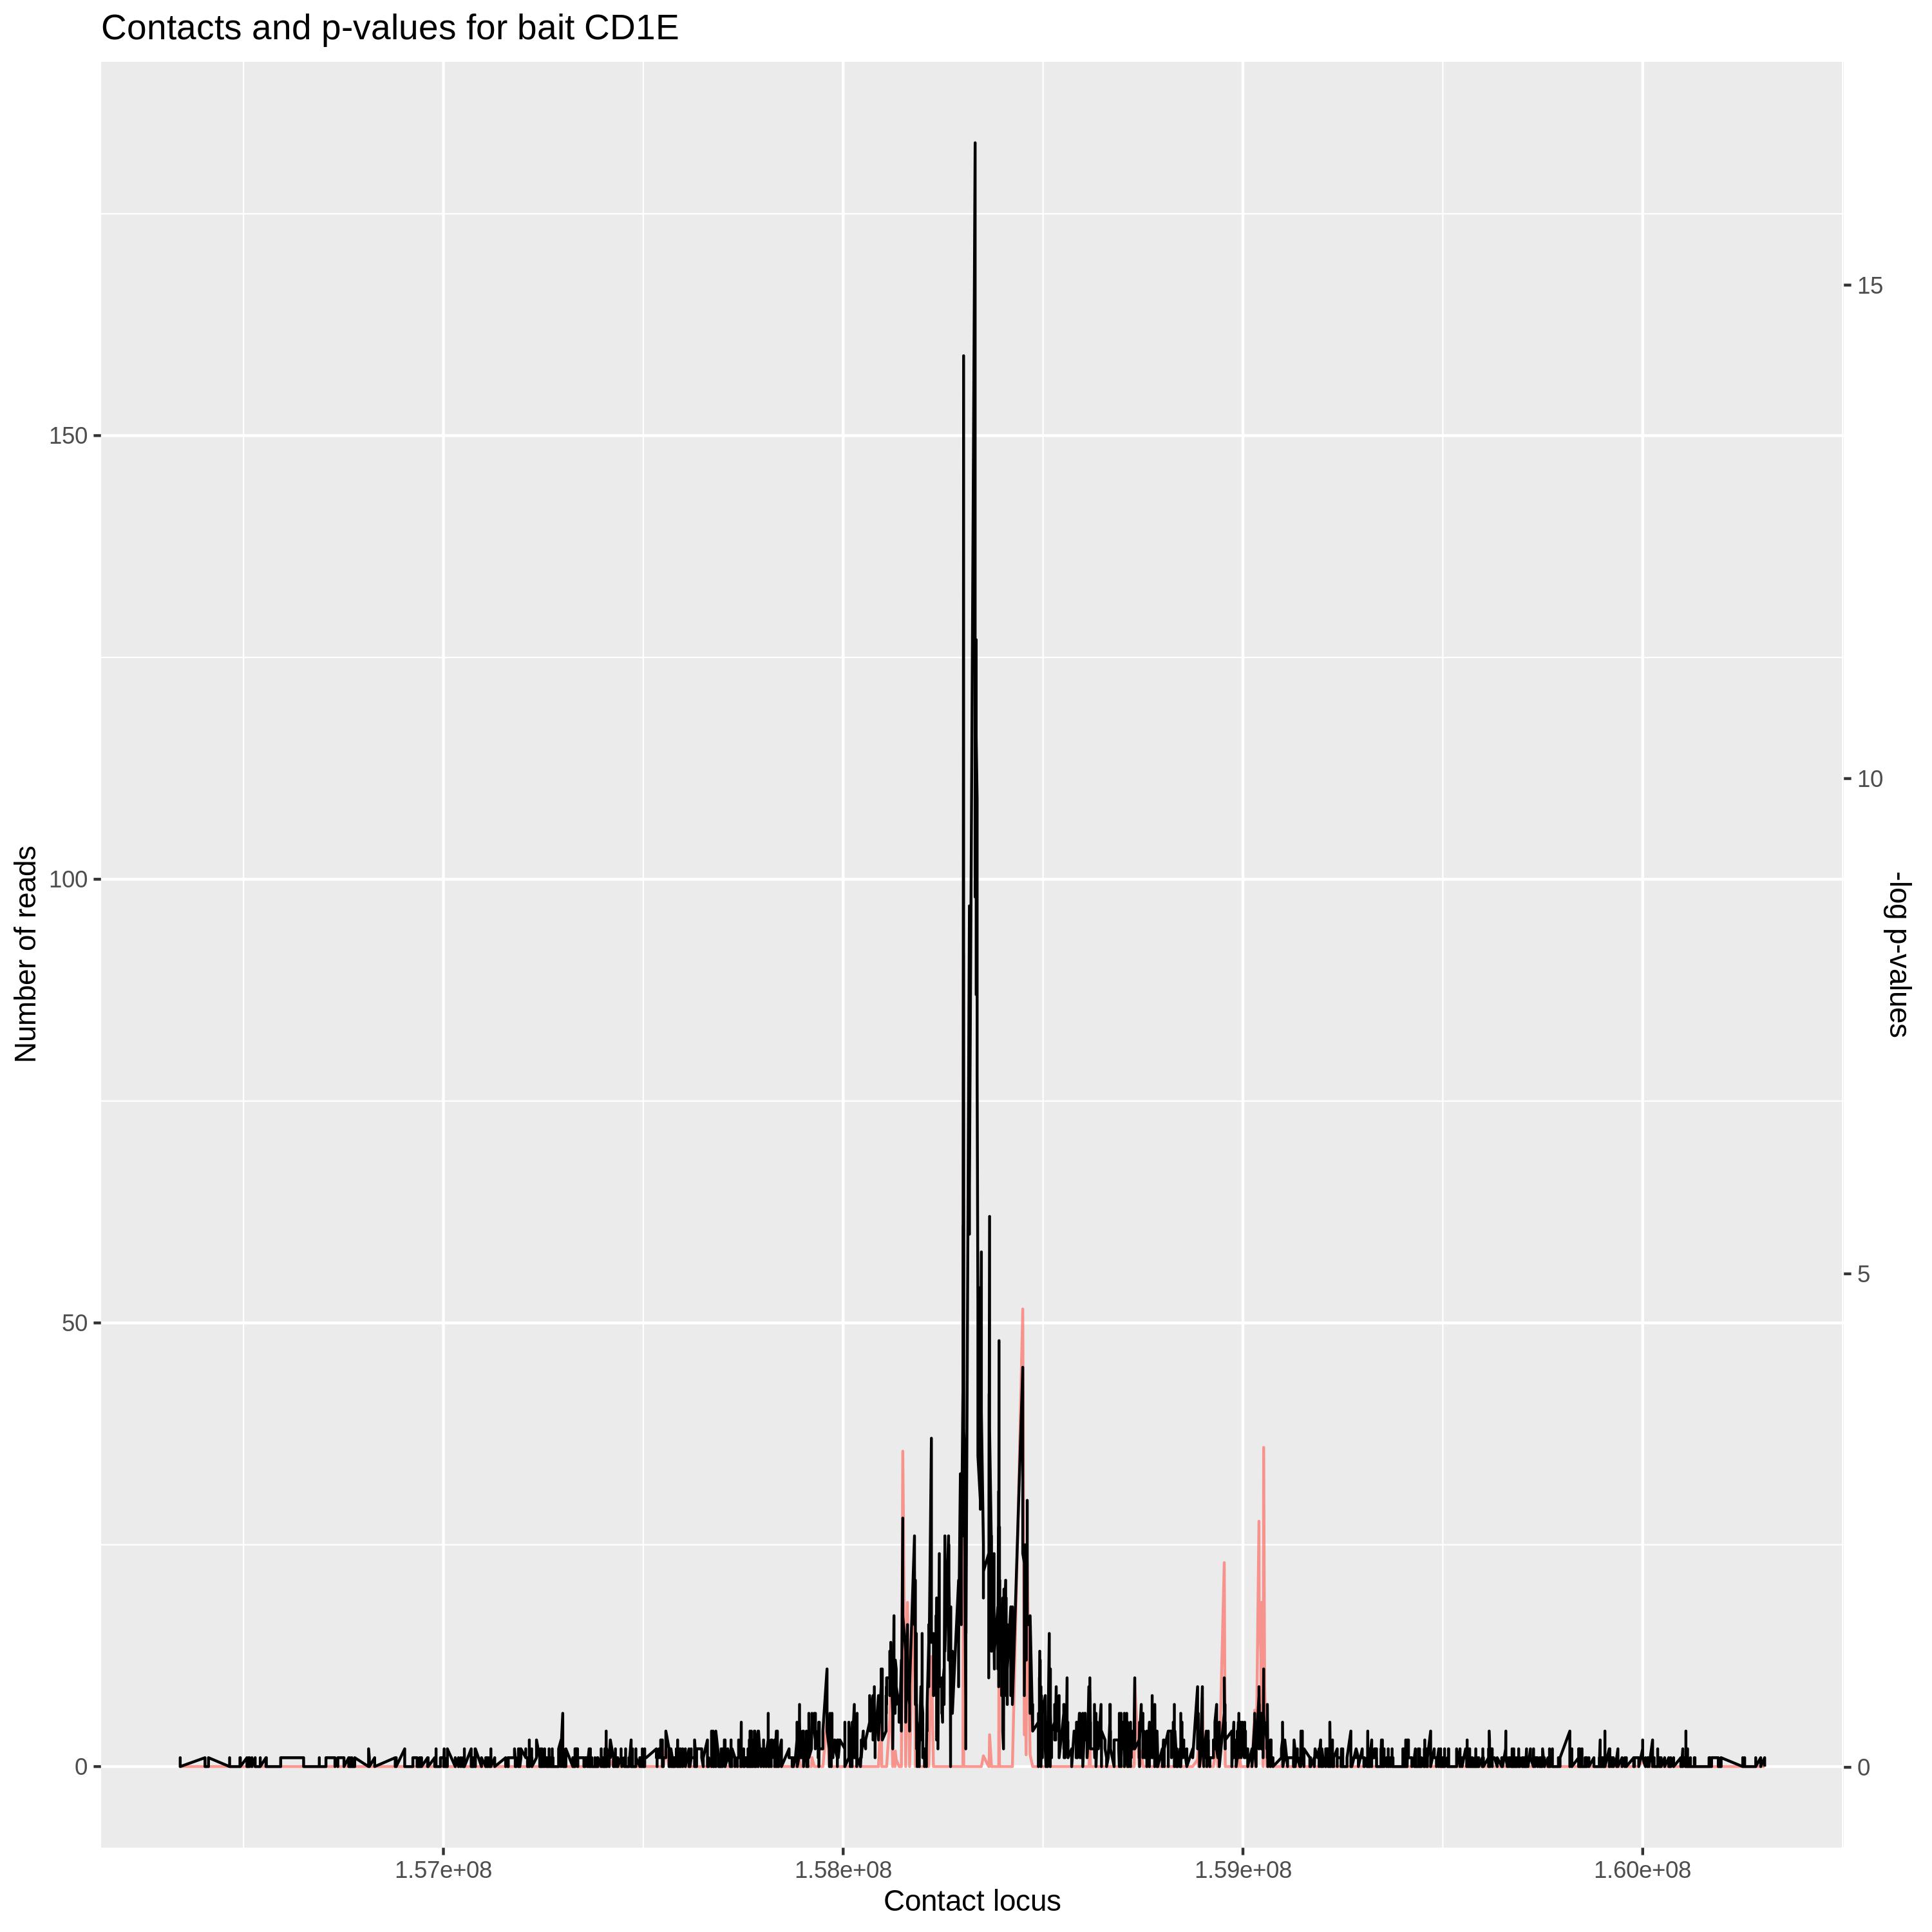 Contacts and p-values for bait CD1E
150
100
50
0
Number of reads
15
10
5
0
-log p-values
1.57e+08
1.58e+08
1.59e+08
1.60e+08
Contact locus